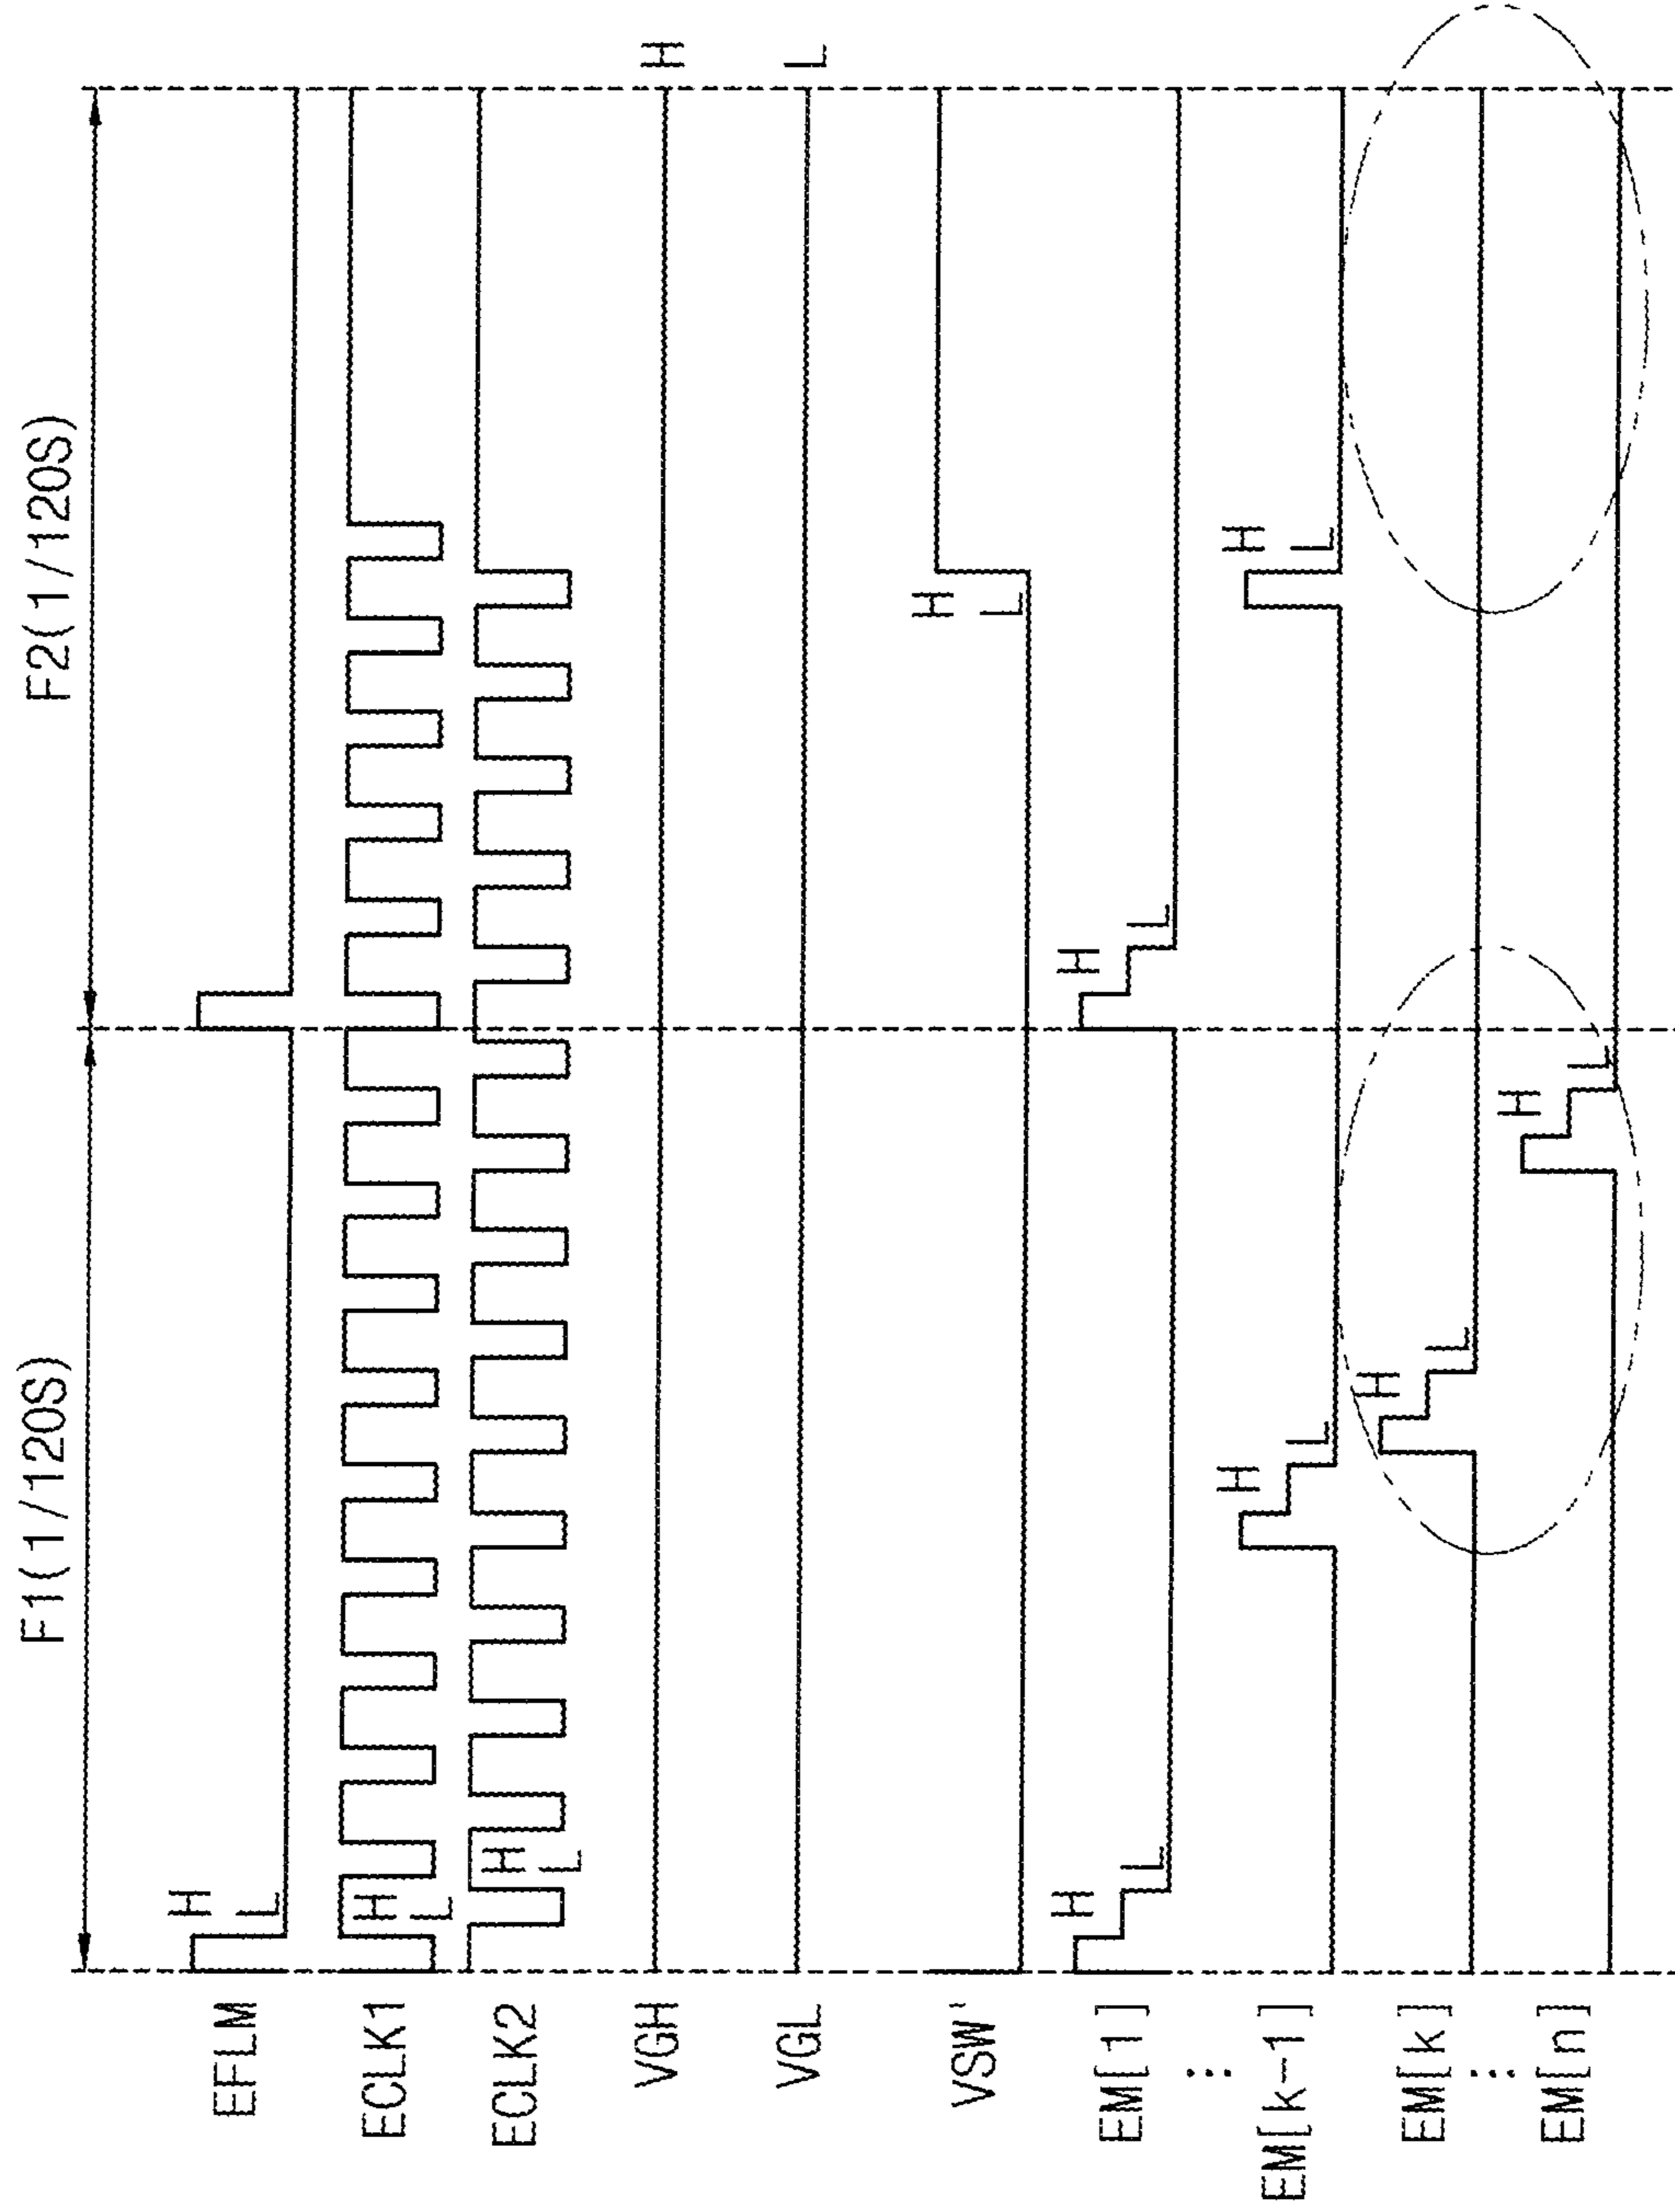 F1(1/120S) F2(1/120S)
EFLM H L
ECLK1 H L
ECLK2 H L
VGH H
VGL L
VSW' H L
EM[1] H L H L
⋮
EM[k-1] H L H L
EM[k] H L
⋮
EM[n] H L